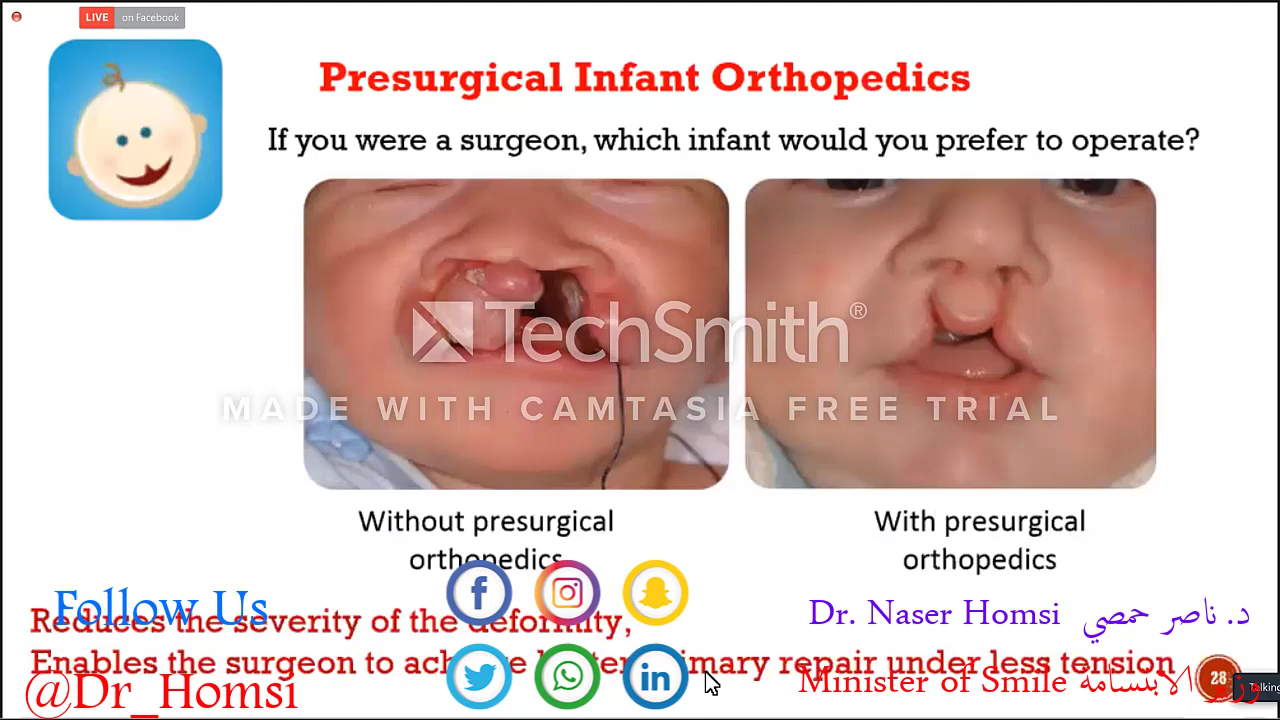 LIVE on Facebook
Presurgical Infant Orthopedics
If you were a surgeon, which infant would you prefer to operate?
TechSmith®
MADE WITH CAMTASIA FREE TRIAL
Without presurgical
orthopedics
With presurgical
orthopedics
Follow Us
Reduces the severity of the deformity,
Dr. Naser Homsi د. ناصر حمصي
Enables the surgeon to primary repair under less tension
@Dr_Homsi
Minister of Smile وزير الابتسامة
28
Talking